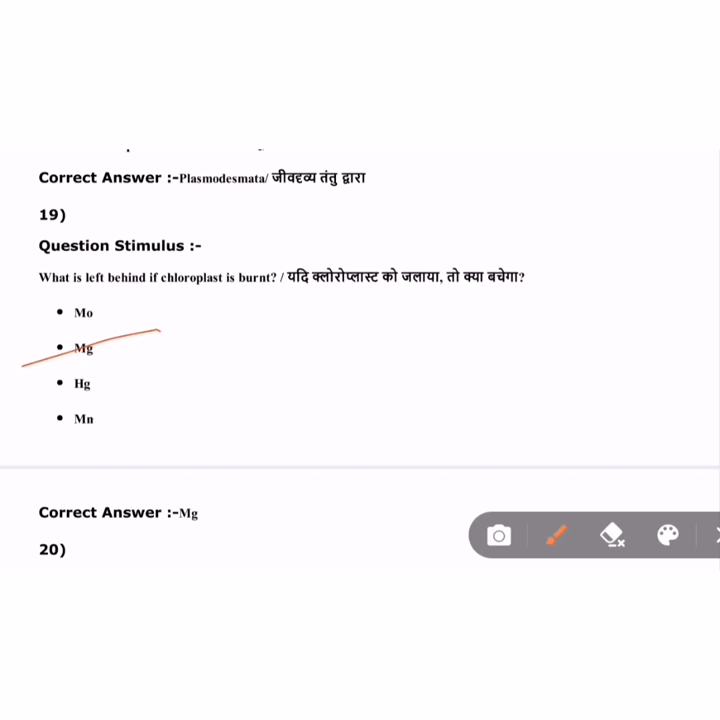 Correct Answer :-Plasmodesmata/ जीवद्रव्य तंतु द्वारा
19)
Question Stimulus :-
What is left behind if chloroplast is burnt? / यदि क्लोरोप्लास्ट को जलाया, तो क्या बचेगा?
Mo
Mg
Hg
Mn
Correct Answer :-Mg
20)